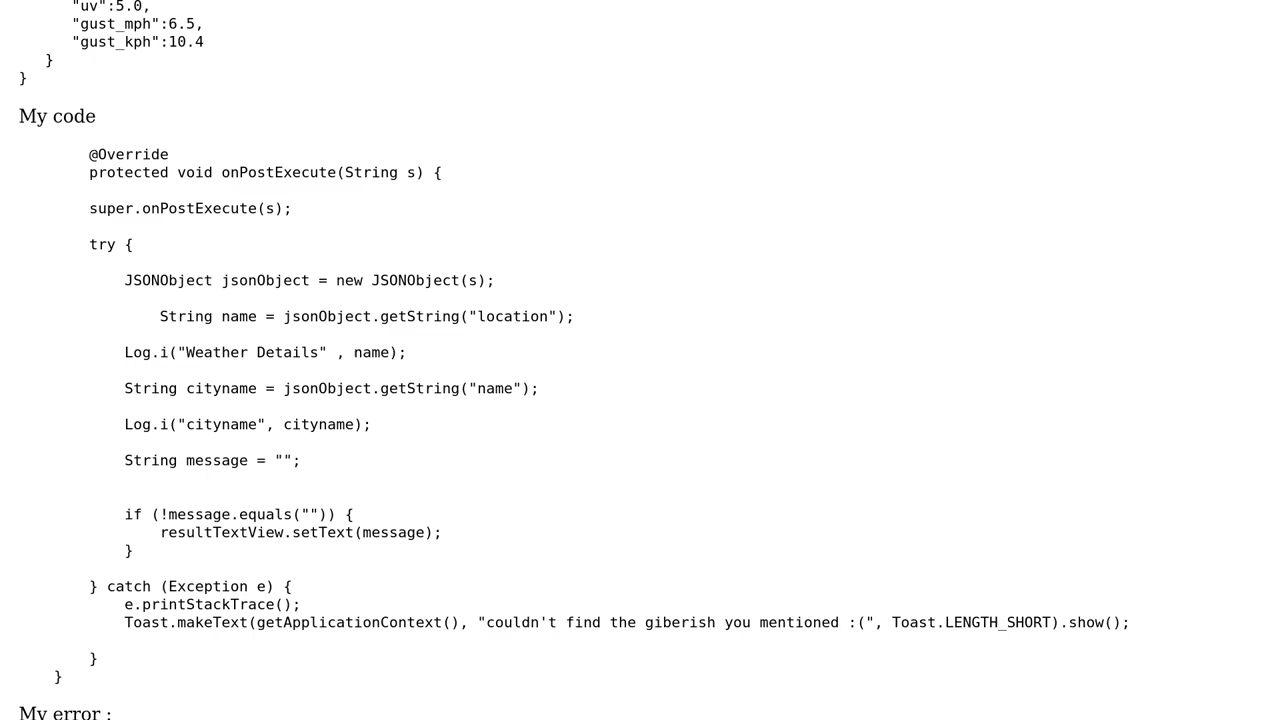 "uv":5.0,
"gust_mph":6.5,
"gust_kph":10.4
}
}
My code
@Override
protected void onPostExecute(String s) {
super.onPostExecute(s);
try {
JSONObject jsonObject = new JSONObject(s);
String name = jsonObject.getString("location");
Log.i("Weather Details" , name);
String cityname = jsonObject.getString("name");
Log.i("cityname", cityname);
String message = "";
if (!message.equals("")) {
resultTextView.setText(message);
}
} catch (Exception e) {
e.printStackTrace();
Toast.makeText(getApplicationContext(), "couldn't find the giberish you mentioned :(", Toast.LENGTH_SHORT).show();
}
}
My error :